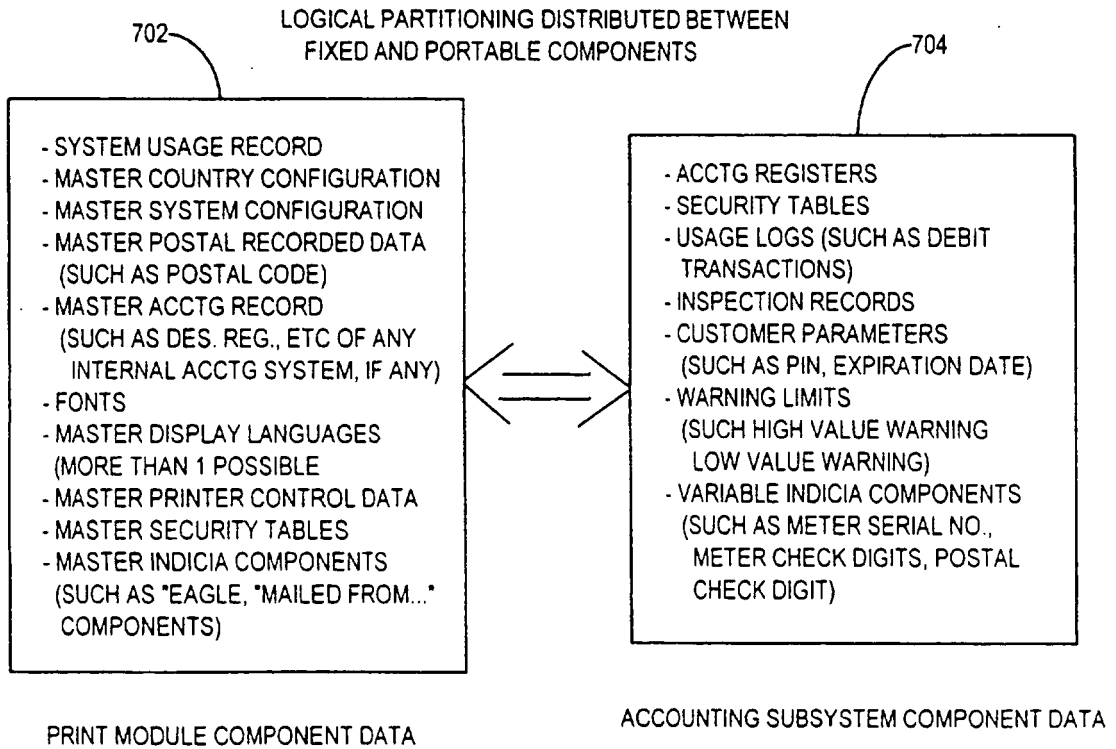 LOGICAL PARTITIONING DISTRIBUTED BETWEEN
FIXED AND PORTABLE COMPONENTS
702
704
- SYSTEM USAGE RECORD
- MASTER COUNTRY CONFIGURATION
- MASTER SYSTEM CONFIGURATION
- MASTER POSTAL RECORDED DATA
(SUCH AS POSTAL CODE)
- MASTER ACCTG RECORD
(SUCH AS DES. REG., ETC OF ANY
INTERNAL ACCTG SYSTEM, IF ANY)
- FONTS
- MASTER DISPLAY LANGUAGES
(MORE THAN 1 POSSIBLE
- MASTER PRINTER CONTROL DATA
- MASTER SECURITY TABLES
- MASTER INDICIA COMPONENTS
(SUCH AS "EAGLE, "MAILED FROM..."
COMPONENTS)
PRINT MODULE COMPONENT DATA
- ACCTG REGISTERS
- SECURITY TABLES
- USAGE LOGS (SUCH AS DEBIT
TRANSACTIONS)
- INSPECTION RECORDS
- CUSTOMER PARAMETERS
(SUCH AS PIN, EXPIRATION DATE)
- WARNING LIMITS
(SUCH HIGH VALUE WARNING
LOW VALUE WARNING)
- VARIABLE INDICIA COMPONENTS
(SUCH AS METER SERIAL NO.,
METER CHECK DIGITS, POSTAL
CHECK DIGIT)
ACCOUNTING SUBSYSTEM COMPONENT DATA